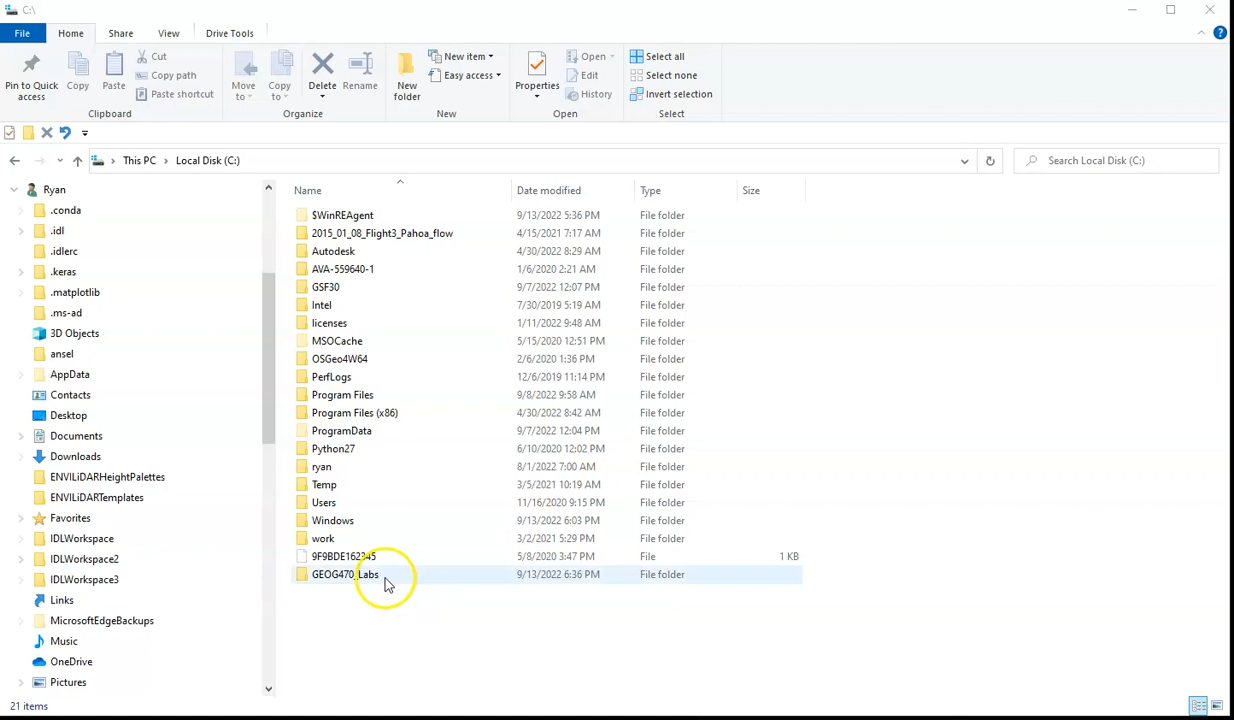 C:\
File Home Share View Drive Tools
Pin to Quick access
Copy
Paste
Cut
Copy path
Paste shortcut
Clipboard
Move to
Copy to
Delete
Rename
Organize
New folder
New item
Easy access
New
Properties
Open
Edit
History
Open
Select all
Select none
Invert selection
Select
This PC > Local Disk (C:)
Search Local Disk (C:)
Ryan
.conda
.idl
.idlerc
.keras
.matplotlib
.ms-ad
3D Objects
ansel
AppData
Contacts
Desktop
Documents
Downloads
ENVILiDARHeightPalettes
ENVILiDARTemplates
Favorites
IDLWorkspace
IDLWorkspace2
IDLWorkspace3
Links
MicrosoftEdgeBackups
Music
OneDrive
Pictures
Name Date modified Type Size
$WinREAgent 9/13/2022 5:36 PM File folder
2015_01_08_Flight3_Pahoa_flow 4/15/2021 7:17 AM File folder
Autodesk 4/30/2022 8:29 AM File folder
AVA-559640-1 1/6/2020 2:21 AM File folder
GSF30 9/7/2022 12:07 PM File folder
Intel 7/30/2019 5:19 AM File folder
licenses 1/11/2022 9:48 AM File folder
MSOCache 5/15/2020 12:51 PM File folder
OSGeo4W64 2/6/2020 1:36 PM File folder
PerfLogs 12/6/2019 11:14 PM File folder
Program Files 9/8/2022 9:58 AM File folder
Program Files (x86) 4/30/2022 8:42 AM File folder
ProgramData 9/7/2022 12:04 PM File folder
Python27 6/10/2020 12:02 PM File folder
ryan 8/1/2022 7:00 AM File folder
Temp 3/5/2021 10:19 AM File folder
Users 11/16/2020 9:15 PM File folder
Windows 9/13/2022 6:03 PM File folder
work 3/2/2021 5:29 PM File folder
9F9BDE162345 5/8/2020 3:47 PM File 1 KB
GEOG470_Labs 9/13/2022 6:36 PM File folder
21 items